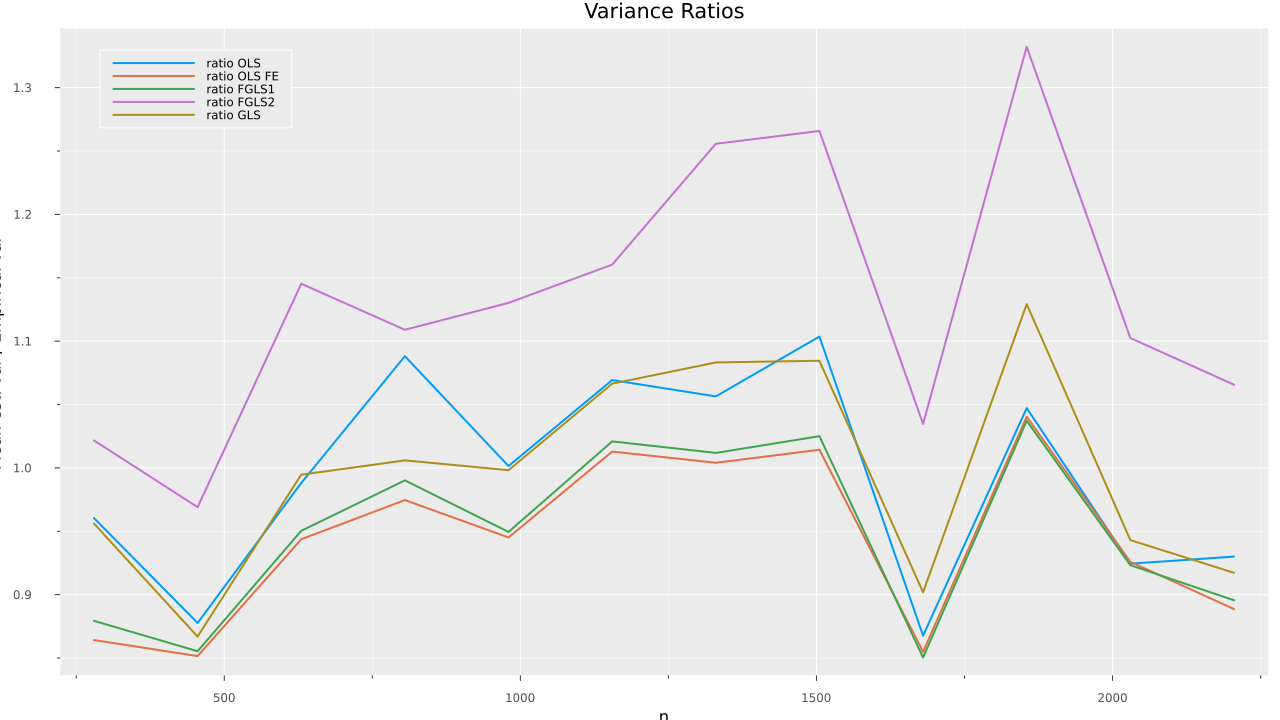 Variance Ratios
ratio OLS
ratio OLS FE
ratio FGLS1
ratio FGLS2
ratio GLS
1.3
1.2
1.1
1.0
0.9
500 1000 1500 2000
n